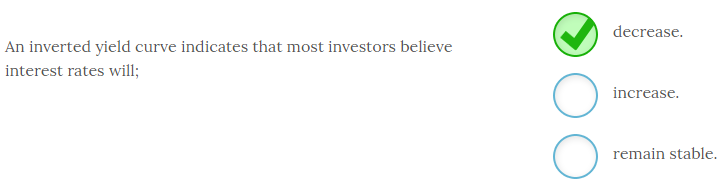 An inverted yield curve indicates that most investors believe
interest rates will;
decrease.
increase.
remain stable.